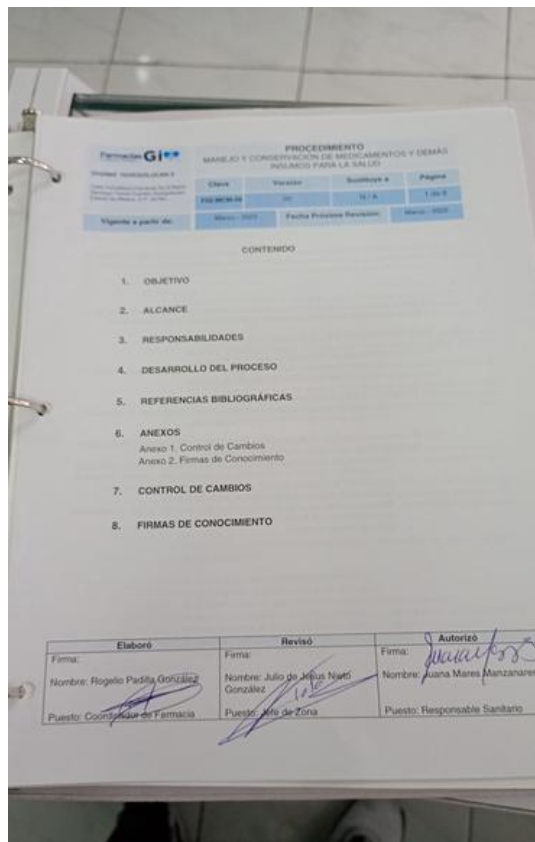 Farmacias Gi
PROCEDIMIENTO
MANEJO Y CONSERVACIÓN DE MEDICAMENTOS Y DEMÁS
INSUMOS PARA LA SALUD
Clave
Versión
Sustituye a
Página
N / A
1 de 8
Vigente a partir de:
Fecha Próxima Revisión:
CONTENIDO
1. OBJETIVO
2. ALCANCE
3. RESPONSABILIDADES
4. DESARROLLO DEL PROCESO
5. REFERENCIAS BIBLIOGRÁFICAS
6. ANEXOS
Anexo 1. Control de Cambios
Anexo 2. Firmas de Conocimiento
7. CONTROL DE CAMBIOS
8. FIRMAS DE CONOCIMIENTO
Elaboró
Firma:
Nombre: Rogelio Padilla González
Puesto: Coordinador de Farmacia
Revisó
Firma:
Nombre: Julio de Jesus Nieto
González
Puesto: Jefe de Zona
Autorizó
Firma:
Nombre: Juana Mares Manzanares
Puesto: Responsable Sanitario